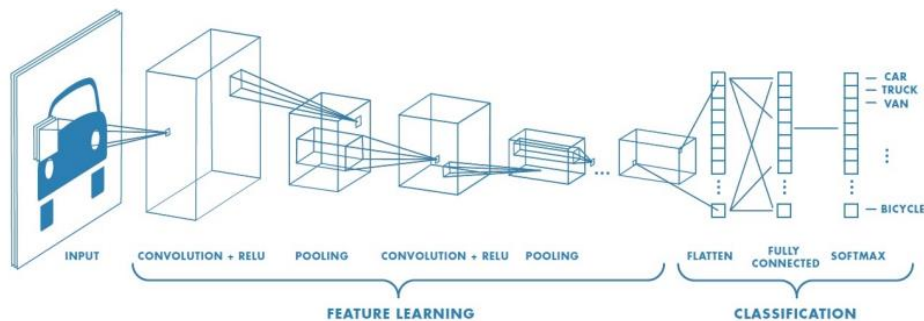 CAR
TRUCK
VAN
BICYCLE
INPUT
CONVOLUTION + RELU
POOLING
CONVOLUTION + RELU
POOLING
FLATTEN
FULLY
CONNECTED
SOFTMAX
FEATURE LEARNING
CLASSIFICATION